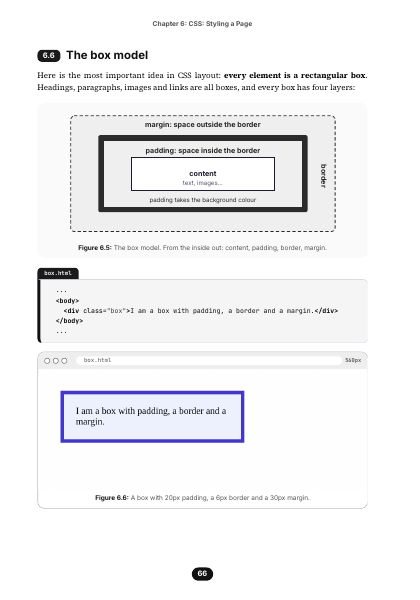 Chapter 6: CSS: Styling a Page
6.6 The box model
Here is the most important idea in CSS layout: every element is a rectangular box.
Headings, paragraphs, images and links are all boxes, and every box has four layers:
margin: space outside the border
padding: space inside the border
content
text, images...
padding takes the background colour
border
Figure 6.5: The box model. From the inside out: content, padding, border, margin.
box.html
...
<body>
<div class="box">I am a box with padding, a border and a margin.</div>
</body>
...
box.html
560px
I am a box with padding, a border and a
margin.
Figure 6.6: A box with 20px padding, a 6px border and a 30px margin.
66